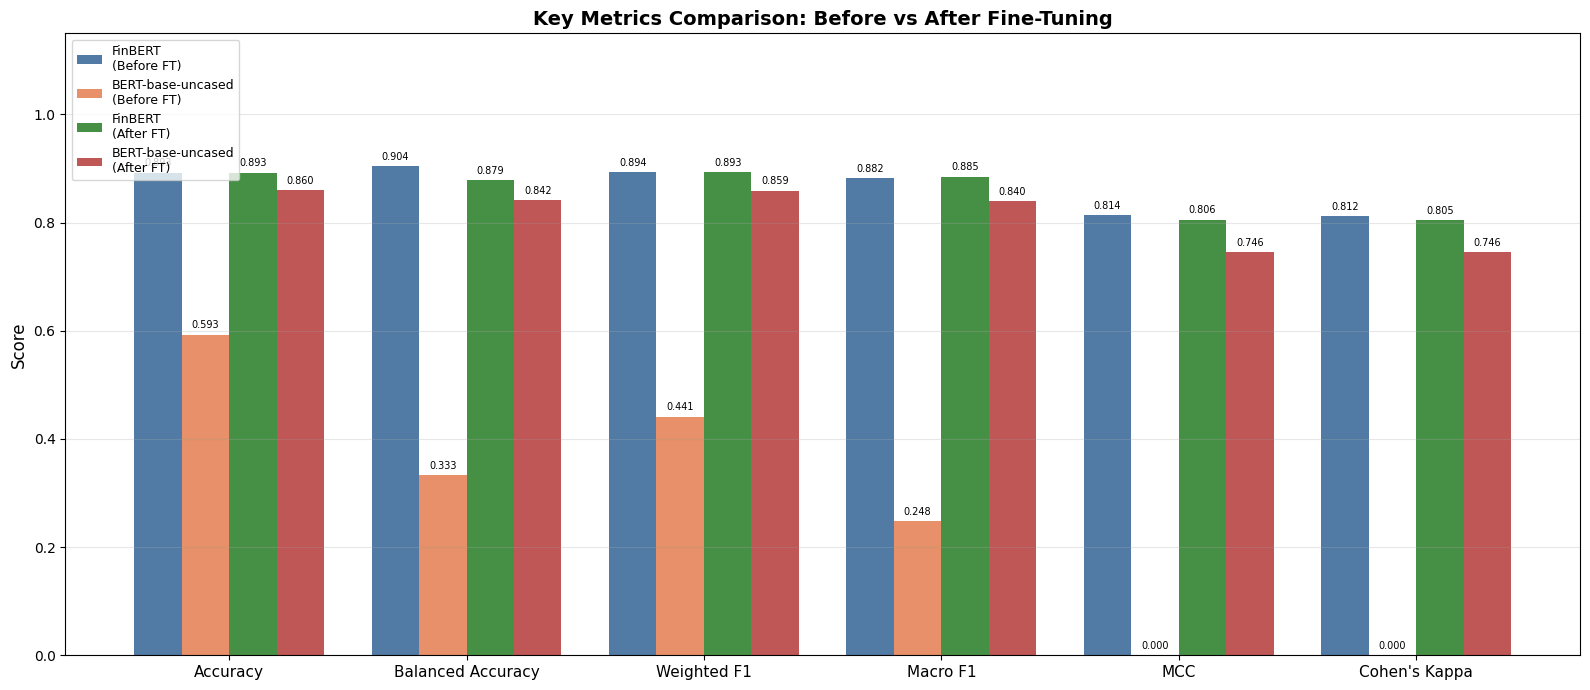 Key Metrics Comparison: Before vs After Fine-Tuning
FinBERT
(Before FT)
BERT-base-uncased
(Before FT)
FinBERT
(After FT)
BERT-base-uncased
(After FT)
Score
1.0
0.8
0.6
0.4
0.2
0.0
0.593
0.893
0.860
0.904
0.333
0.879
0.842
0.894
0.441
0.893
0.859
0.882
0.248
0.885
0.840
0.814
0.000
0.806
0.746
0.812
0.000
0.805
0.746
Accuracy
Balanced Accuracy
Weighted F1
Macro F1
MCC
Cohen's Kappa